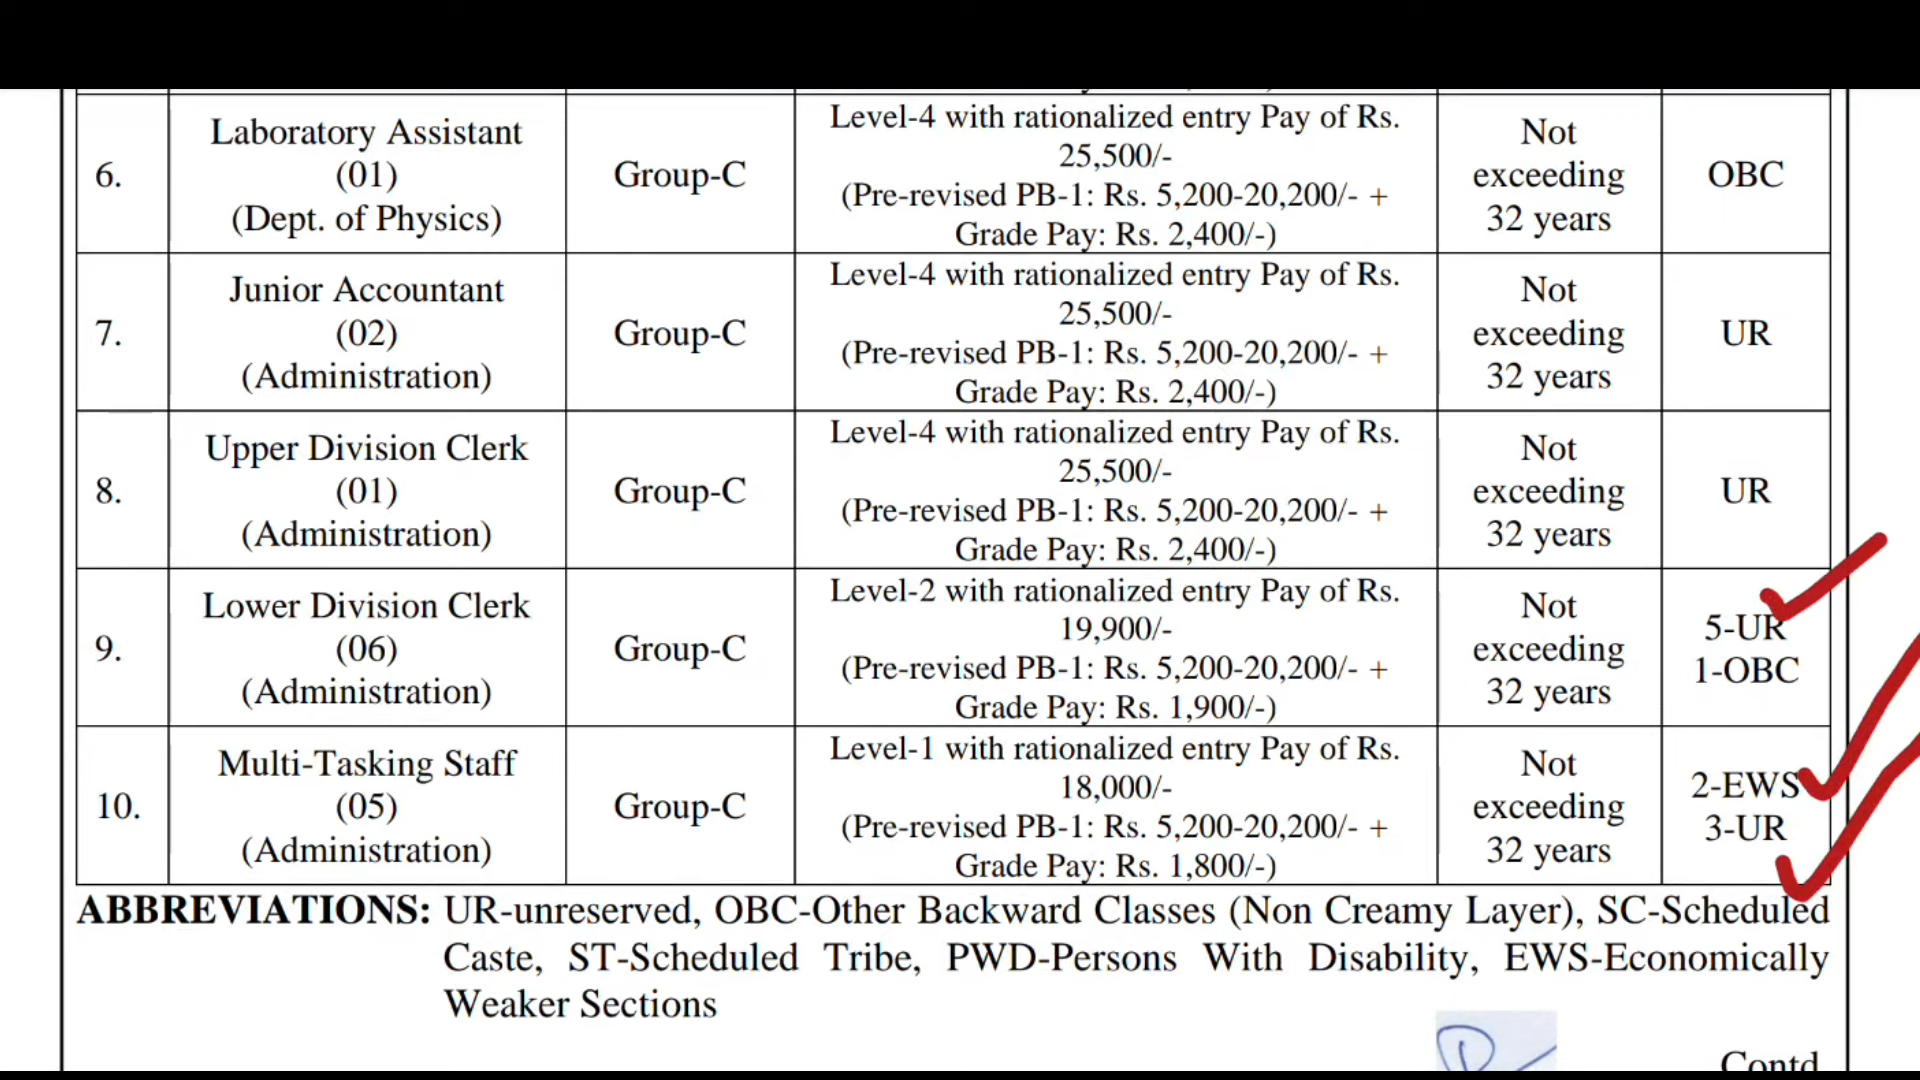 6.
Laboratory Assistant
(01)
(Dept. of Physics)
Group-C
Level-4 with rationalized entry Pay of Rs.
25,500/-
(Pre-revised PB-1: Rs. 5,200-20,200/- +
Grade Pay: Rs. 2,400/-)
Not
exceeding
32 years
OBC
7.
Junior Accountant
(02)
(Administration)
Group-C
Level-4 with rationalized entry Pay of Rs.
25,500/-
(Pre-revised PB-1: Rs. 5,200-20,200/- +
Grade Pay: Rs. 2,400/-)
Not
exceeding
32 years
UR
8.
Upper Division Clerk
(01)
(Administration)
Group-C
Level-4 with rationalized entry Pay of Rs.
25,500/-
(Pre-revised PB-1: Rs. 5,200-20,200/- +
Grade Pay: Rs. 2,400/-)
Not
exceeding
32 years
UR
9.
Lower Division Clerk
(06)
(Administration)
Group-C
Level-2 with rationalized entry Pay of Rs.
19,900/-
(Pre-revised PB-1: Rs. 5,200-20,200/- +
Grade Pay: Rs. 1,900/-)
Not
exceeding
32 years
5-UR
1-OBC
10.
Multi-Tasking Staff
(05)
(Administration)
Group-C
Level-1 with rationalized entry Pay of Rs.
18,000/-
(Pre-revised PB-1: Rs. 5,200-20,200/- +
Grade Pay: Rs. 1,800/-)
Not
exceeding
32 years
2-EWS
3-UR
ABBREVIATIONS: UR-unreserved, OBC-Other Backward Classes (Non Creamy Layer), SC-Scheduled
Caste, ST-Scheduled Tribe, PWD-Persons With Disability, EWS-Economically
Weaker Sections
Contd